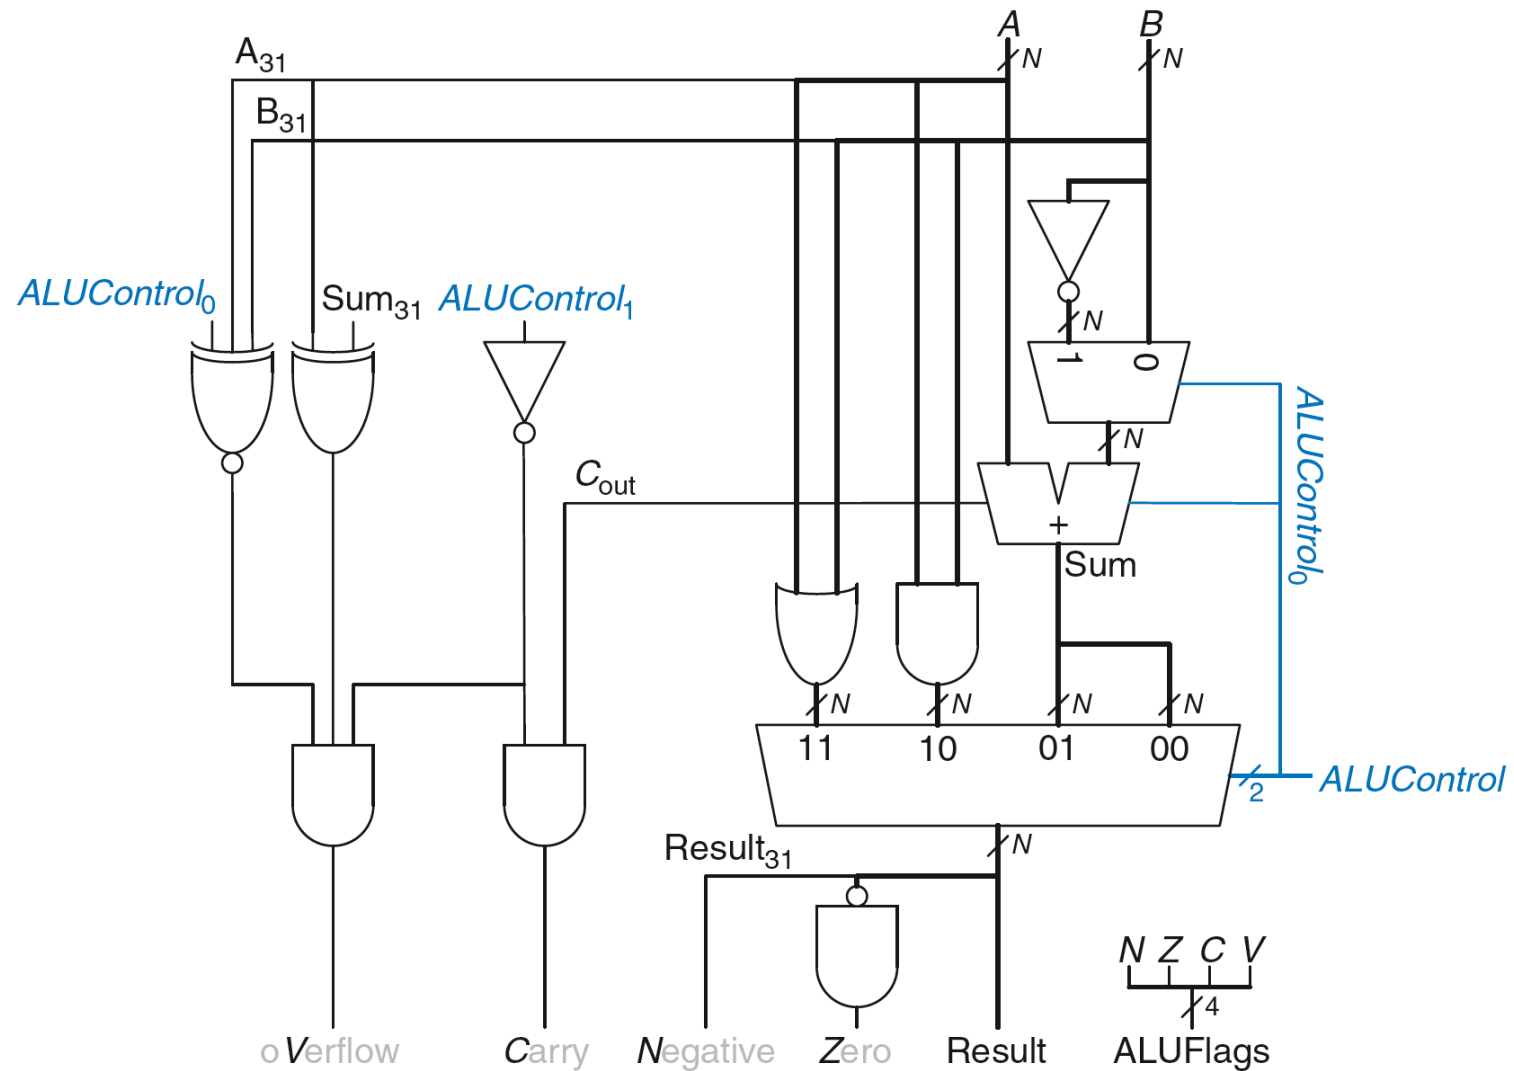 A B
A31 N N
B31
ALUControl0 Sum31 ALUControl1
N
1 0
N
ALUControl0
Cout
+
Sum
N N N N
11 10 01 00
2 ALUControl
Result31 N
N Z C V
4
oVerflow Carry Negative Zero Result ALUFlags